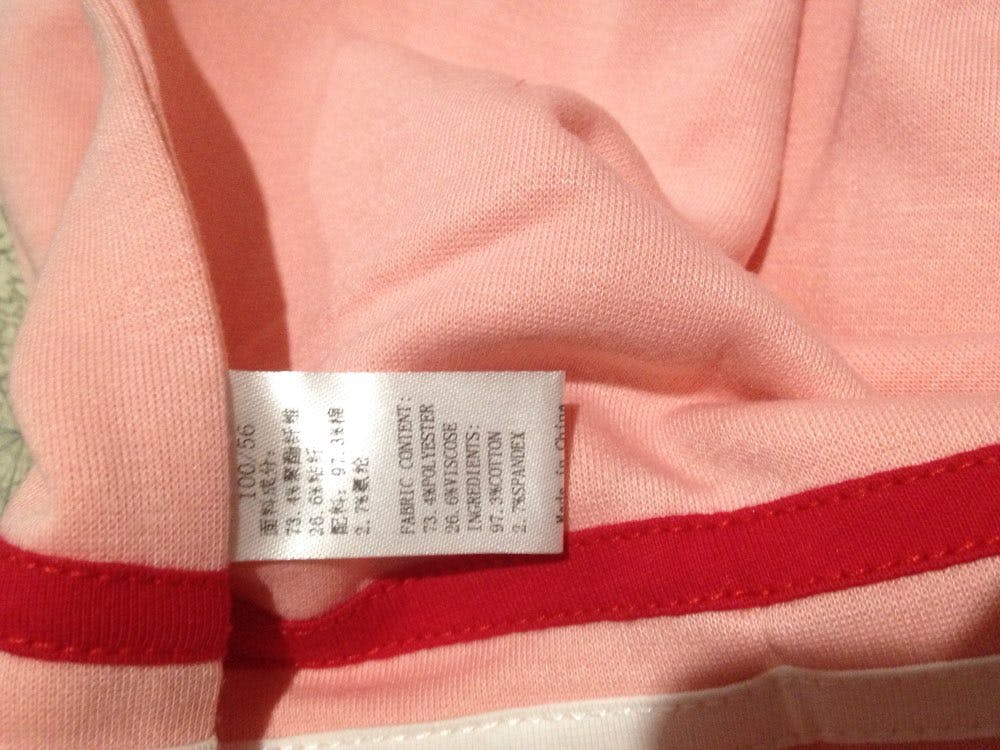 100/56
面料成分:
73.4%聚酯纤维
26.6%粘纤
配料: 97.3%棉
2.7%氨纶
FABRIC CONTENT:
73.4%POLYESTER
26.6%VISCOSE
INGREDIENTS:
97.3%COTTON
2.7%SPANDEX
Made in China